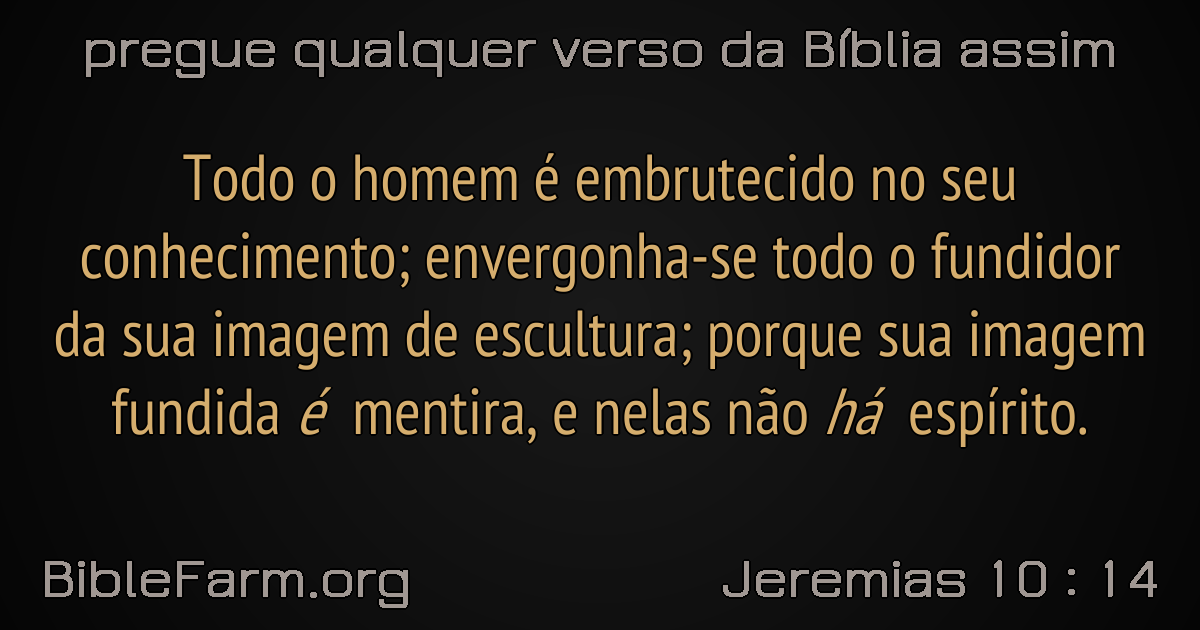 pregue qualquer verso da Bíblia assim
Todo o homem é embrutecido no seu
conhecimento; envergonha-se todo o fundidor
da sua imagem de escultura; porque sua imagem
fundida é mentira, e nelas não há espírito.
BibleFarm.org
Jeremias 10 : 14